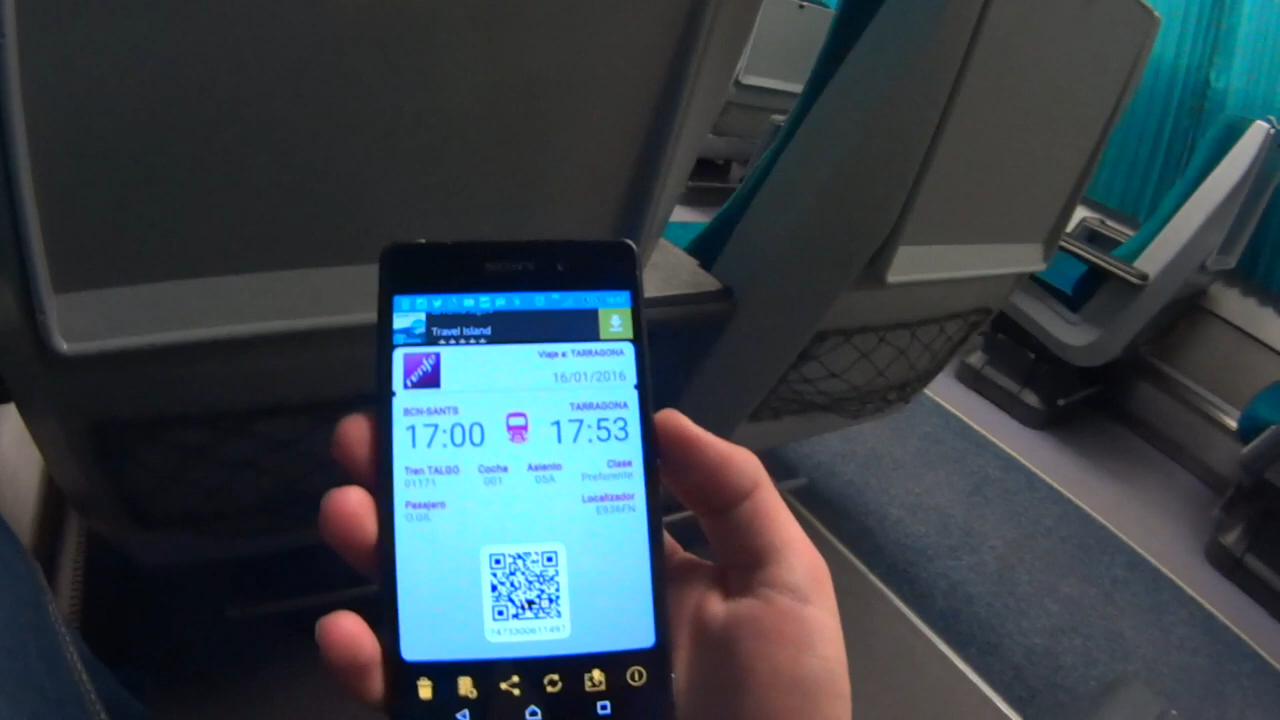 SONY
Travel Island
renfe
Viaje a: TARRAGONA
16/01/2016
BCN-SANTS
TARRAGONA
17:00
17:53
Tren TALGO
Coche
Asiento
Clase
01171
001
05A
Preferente
Pasajero
Localizador